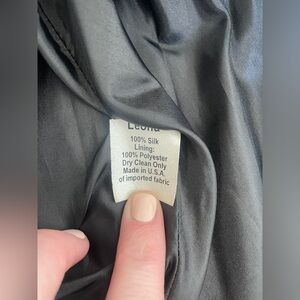 Leona
100% Silk
Lining:
100% Polyester
Dry Clean Only
Made in U.S.A.
of imported fabric